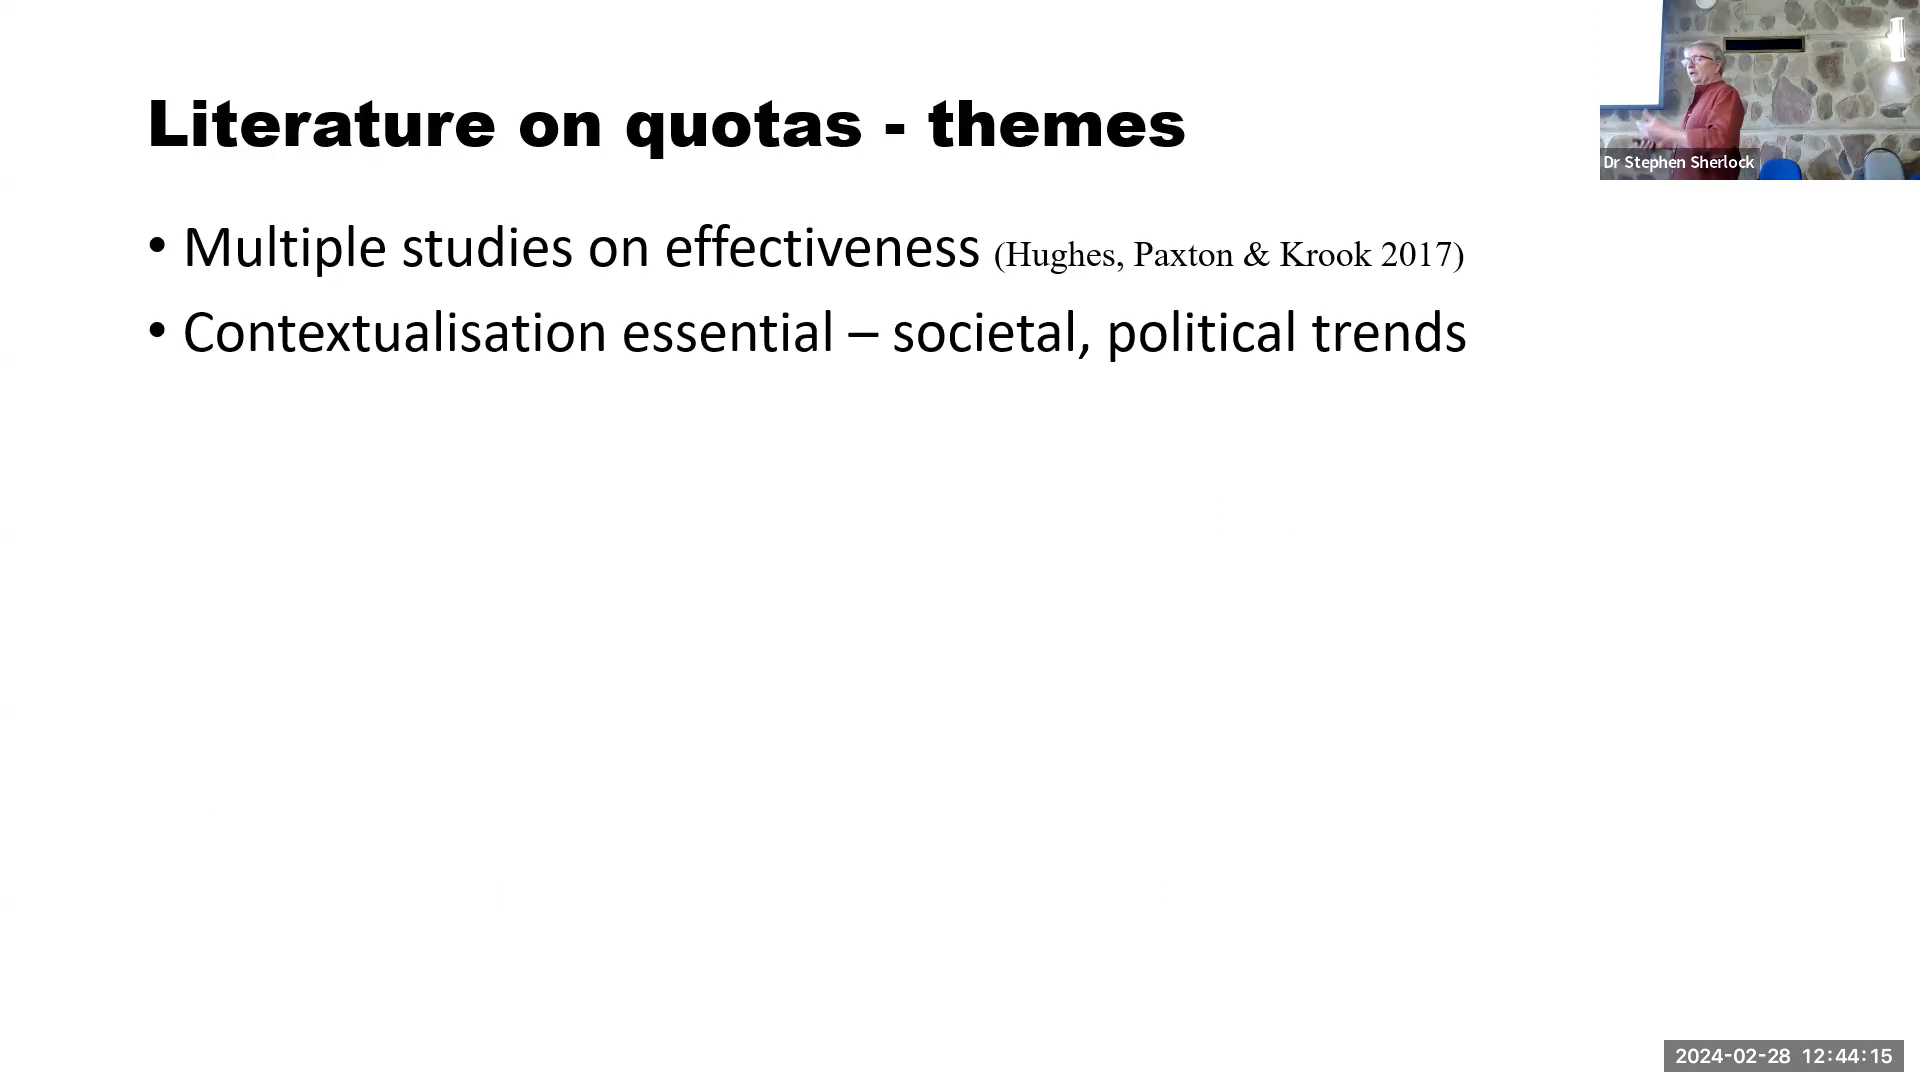 Literature on quotas - themes
• Multiple studies on effectiveness (Hughes, Paxton & Krook 2017)
• Contextualisation essential – societal, political trends
Dr Stephen Sherlock
2024-02-28 12:44:15